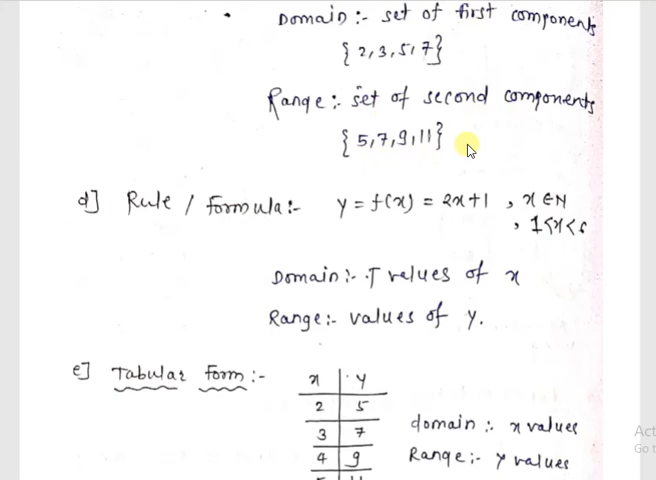 Domain :- set of first components
{2,3,5,7}
Range :- set of second components
{5,7,9,11}
d] Rule / formula :- y = f(x) = 2x+1 , x ∈ N
, 1<x<
Domain :- values of x
Range :- values of y.
e] Tabular form :-
x y
2 5
3 7
4 9
domain :- x values
Range :- y values
Act
Go t